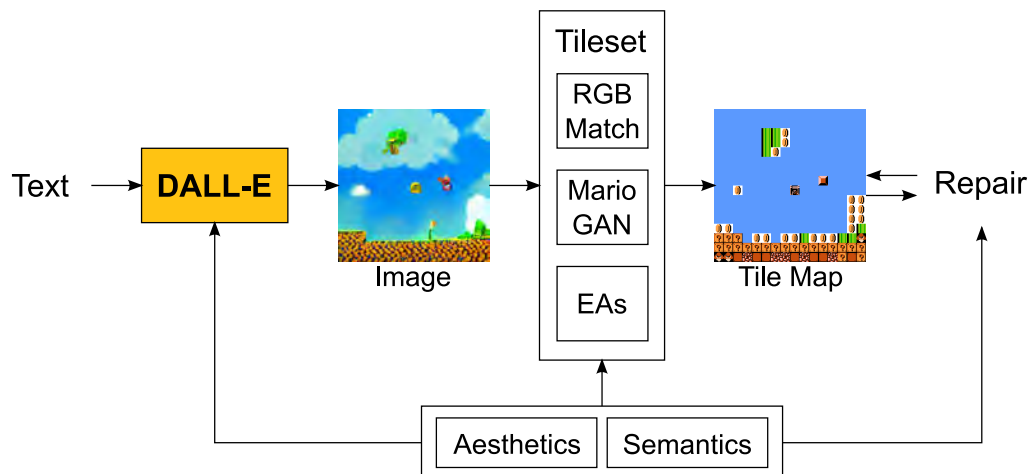 Text
DALL-E
Image
Tileset
RGB
Match
Mario
GAN
EAs
Tile Map
Repair
Aesthetics
Semantics